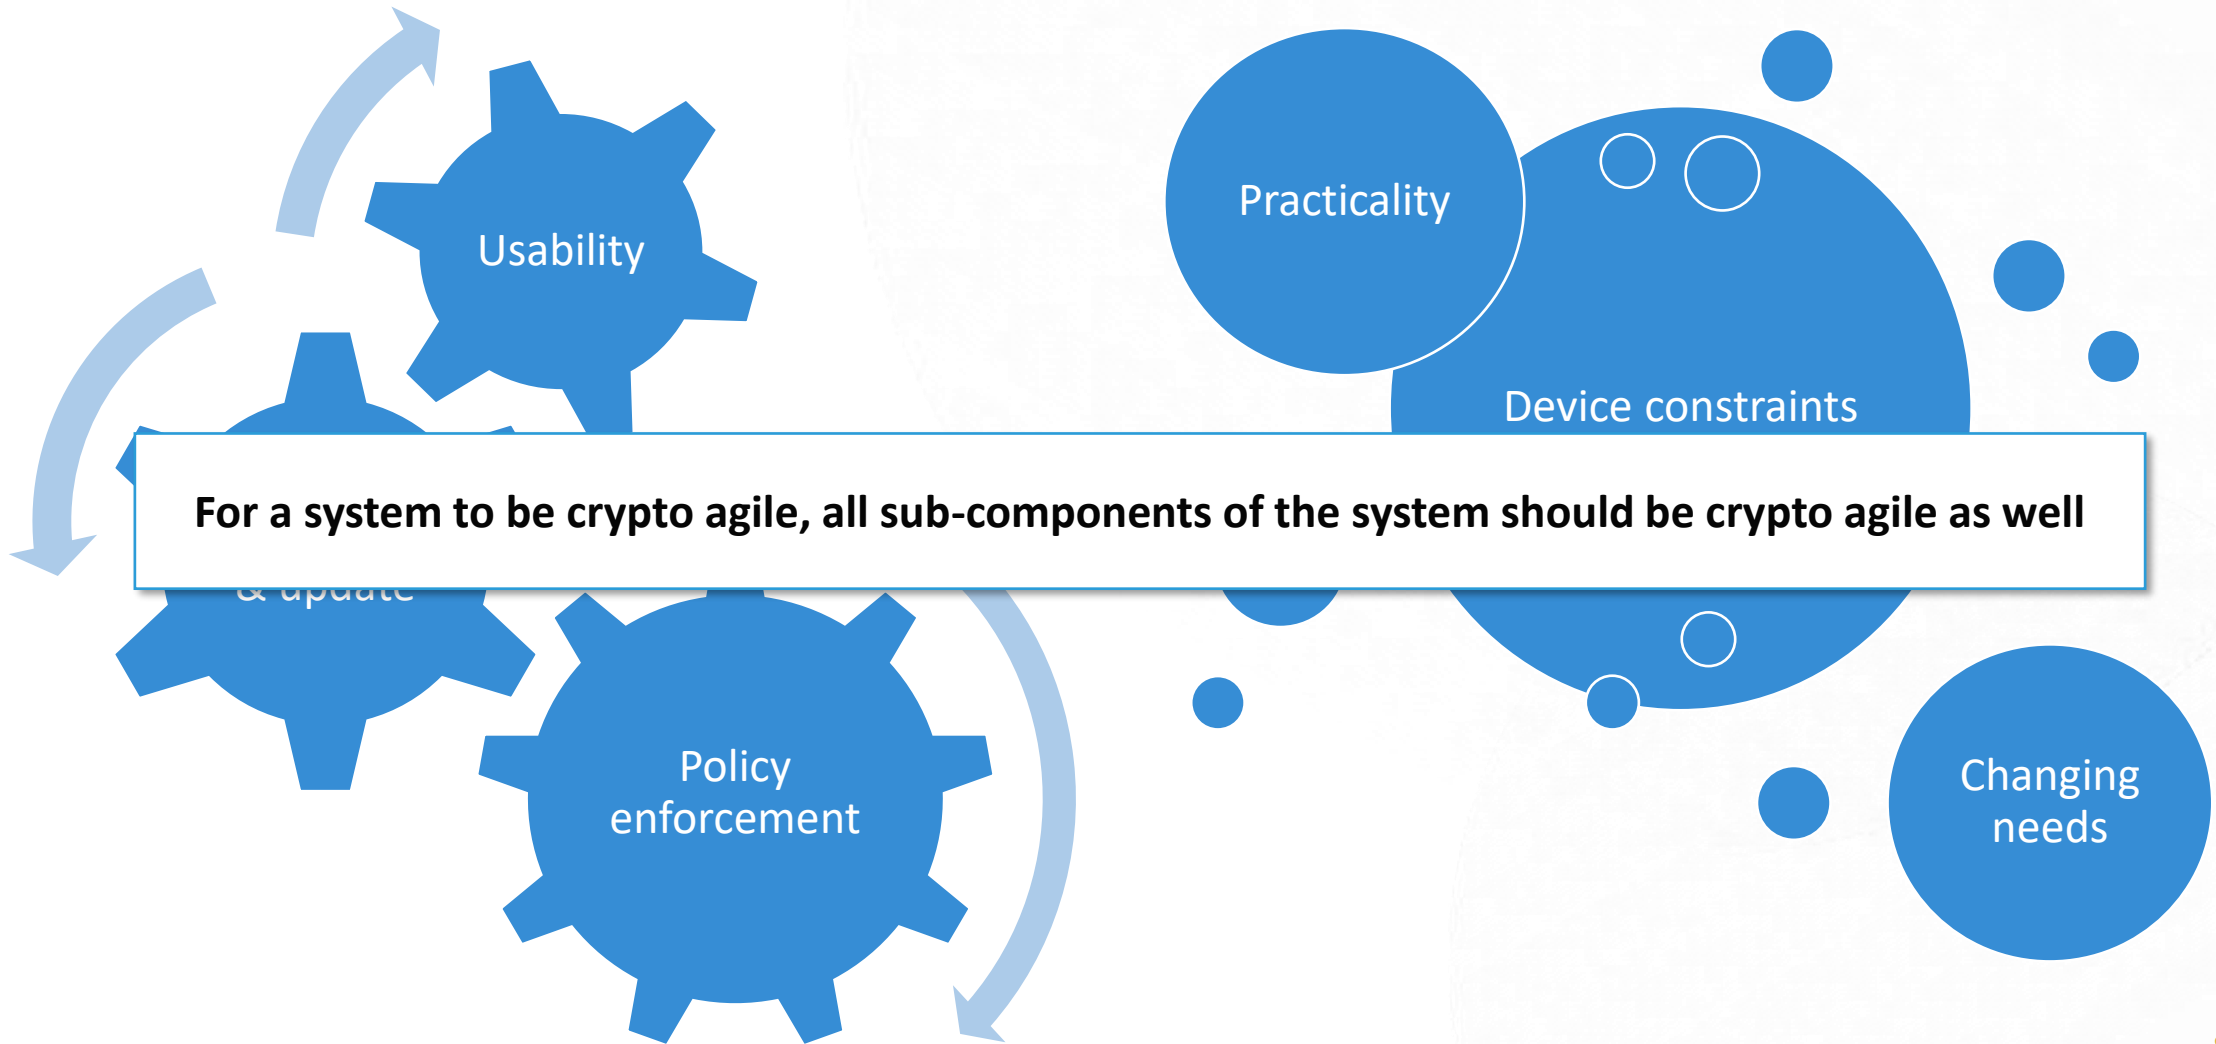 Usability
Practicality
Device constraints
For a system to be crypto agile, all sub-components of the system should be crypto agile as well
& update
Policy
enforcement
Changing
needs